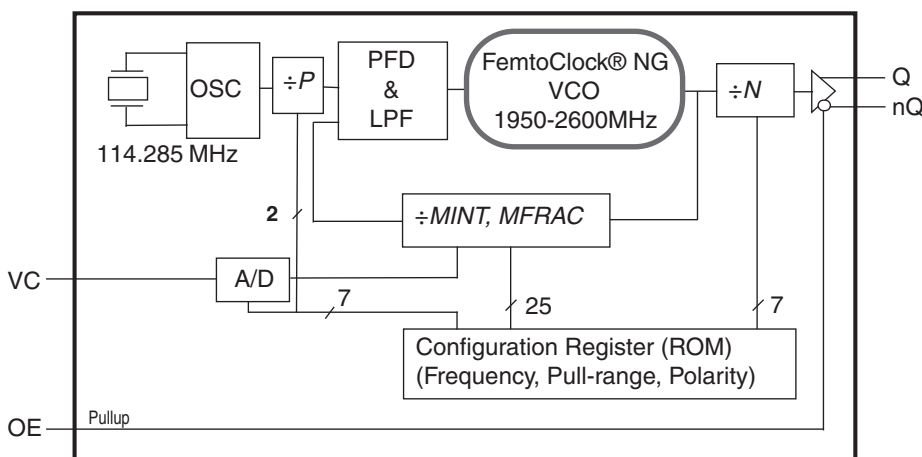 OSC
114.285 MHz
÷P
PFD
&
LPF
FemtoClock® NG
VCO
1950-2600MHz
÷N
Q
nQ
2
÷MINT, MFRAC
VC
A/D
7
25
7
Configuration Register (ROM)
(Frequency, Pull-range, Polarity)
OE
Pullup